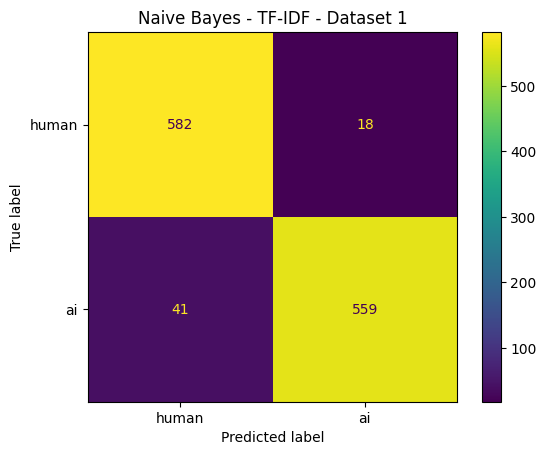 Naive Bayes - TF-IDF - Dataset 1
True label
human
582
18
ai
41
559
human
ai
Predicted label
500
400
300
200
100